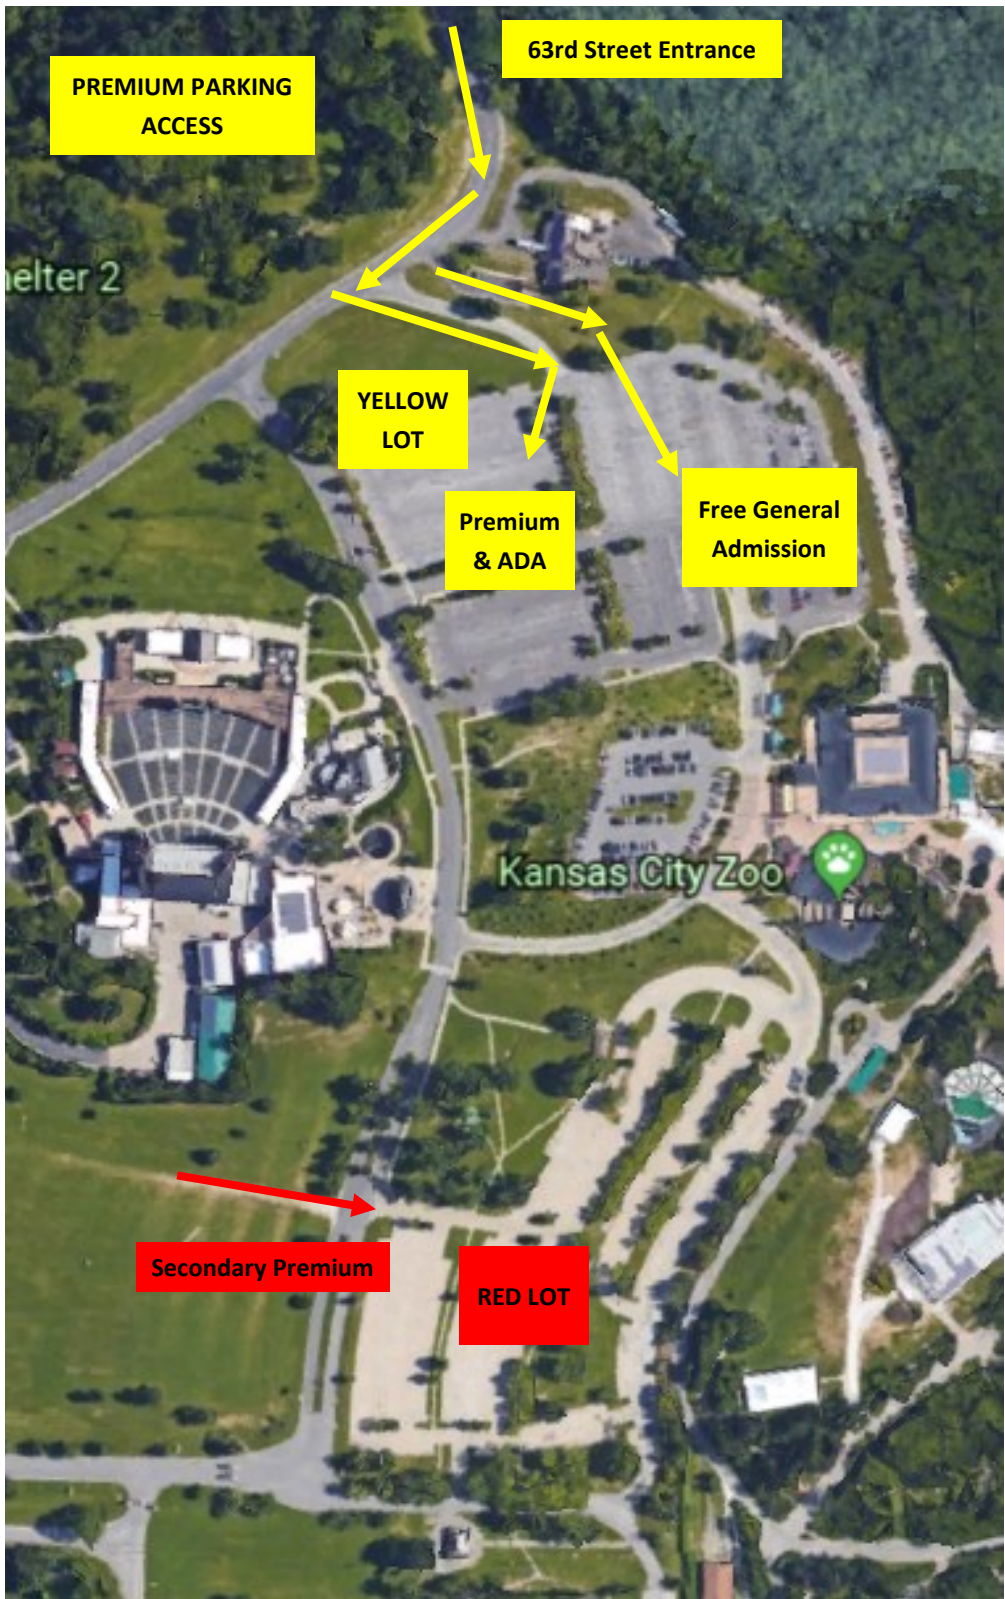 63rd Street Entrance
PREMIUM PARKING
ACCESS
elter 2
YELLOW
LOT
Premium
& ADA
Free General
Admission
Kansas City Zoo
Secondary Premium
RED LOT